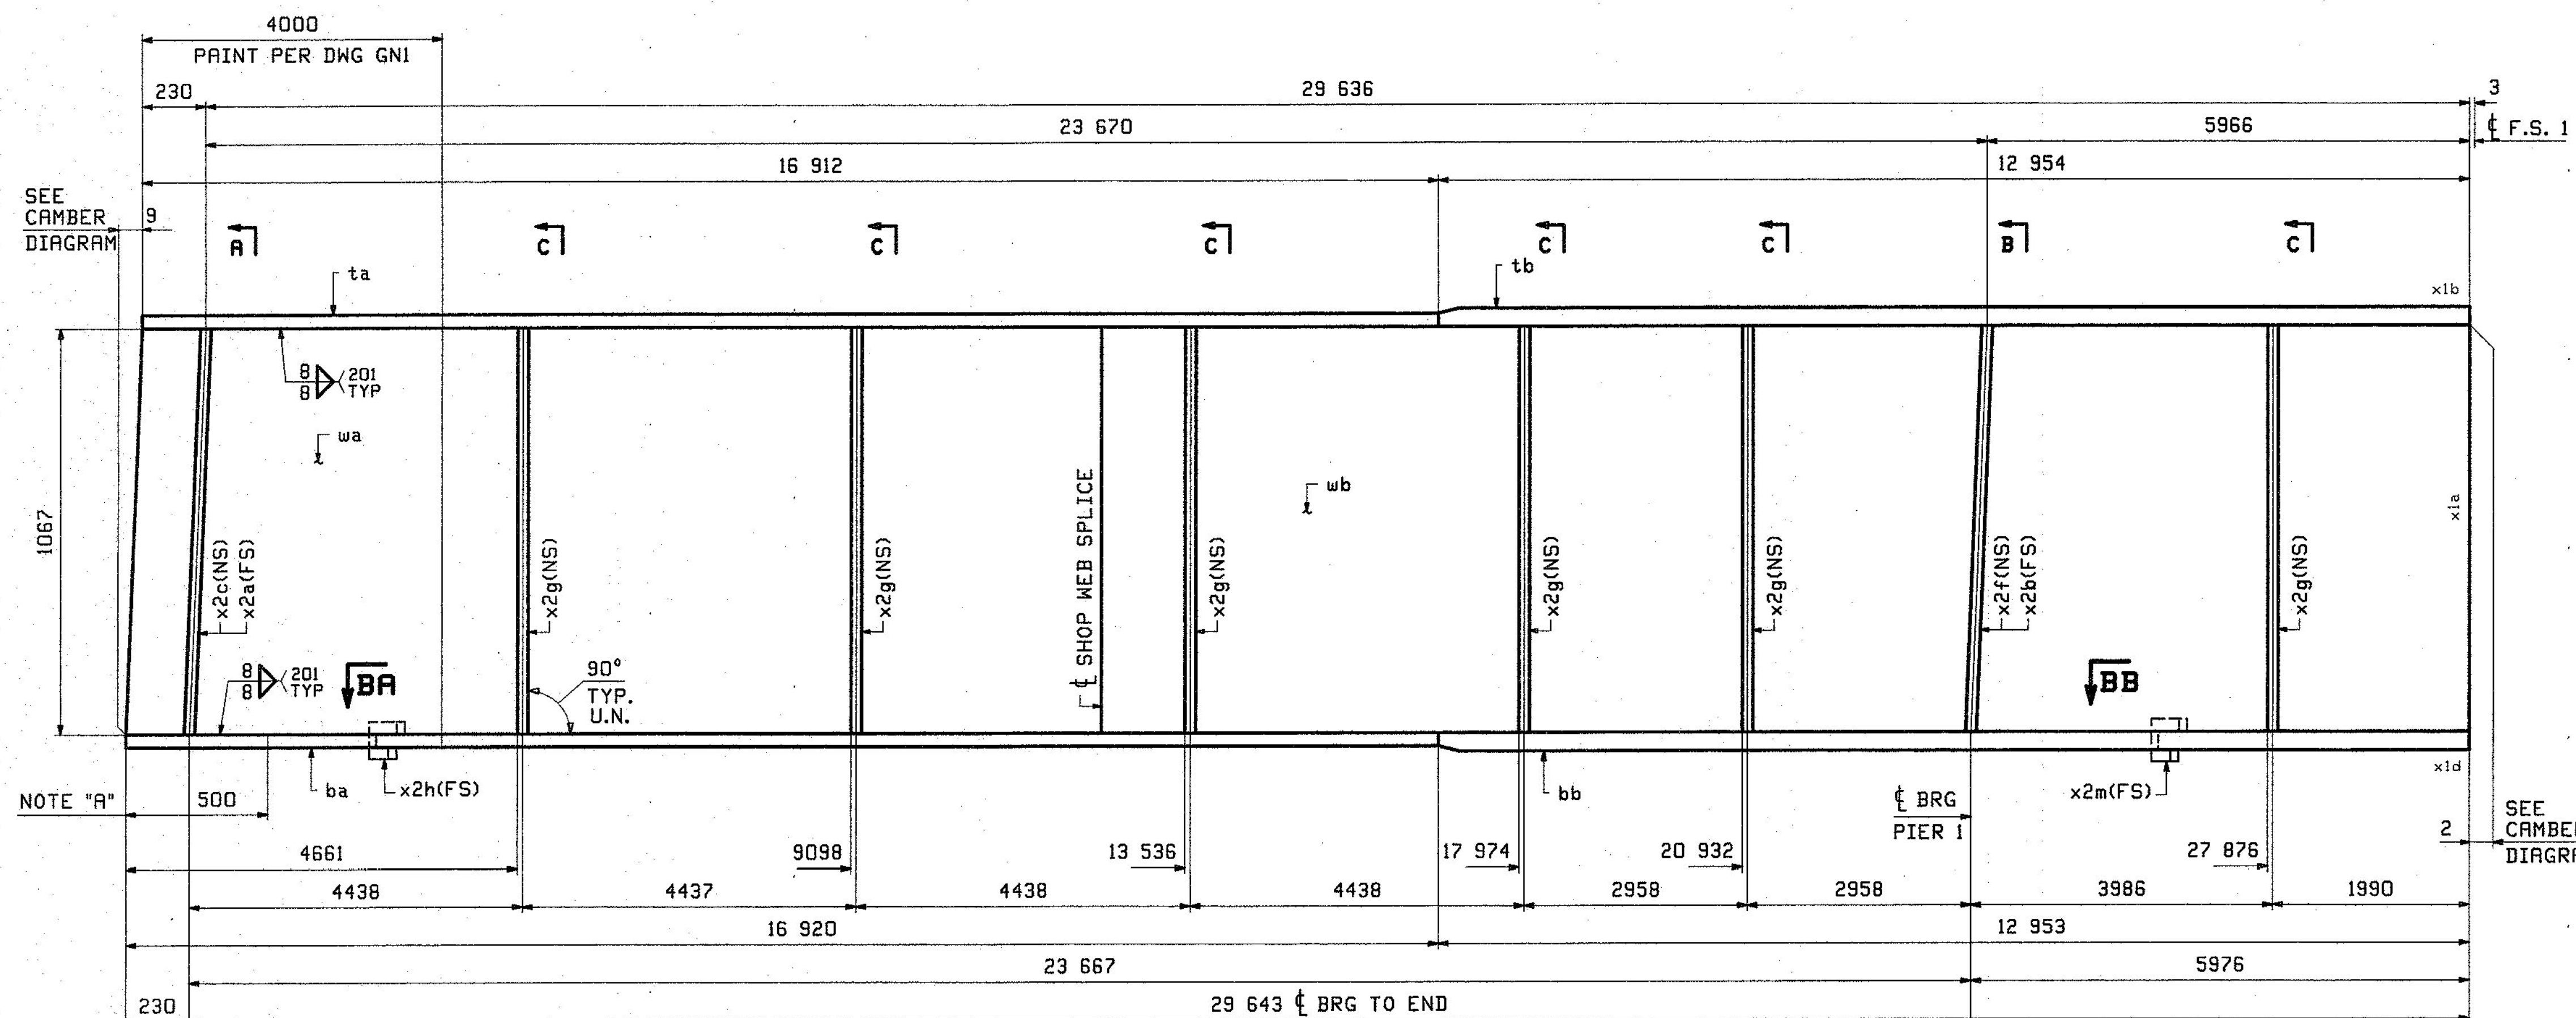 4000
PAINT PER DWG GN1
230
29 636
3
23 670
5966
℄ F.S. 1
16 912
12 954
SEE
CAMBER
DIAGRAM
9
A
C
C
C
C
C
B
C
ta
tb
x1b
8
8
201
TYP
wa
wb
1067
x2c(NS)
x2a(FS)
x2g(NS)
x2g(NS)
℄ SHOP WEB SPLICE
x2g(NS)
x2g(NS)
x2g(NS)
x2f(NS)
x2b(FS)
x2g(NS)
x1a
8
8
201
TYP
BA
90°
TYP.
U.N.
BB
NOTE "A"
500
ba
x2h(FS)
bb
℄ BRG
PIER 1
x2m(FS)
x1d
2
SEE
CAMBE
DIAGR
4661
9098
13 536
17 974
20 932
27 876
4438
4437
4438
4438
2958
2958
3986
1990
16 920
12 953
23 667
5976
230
29 643 ℄ BRG TO END